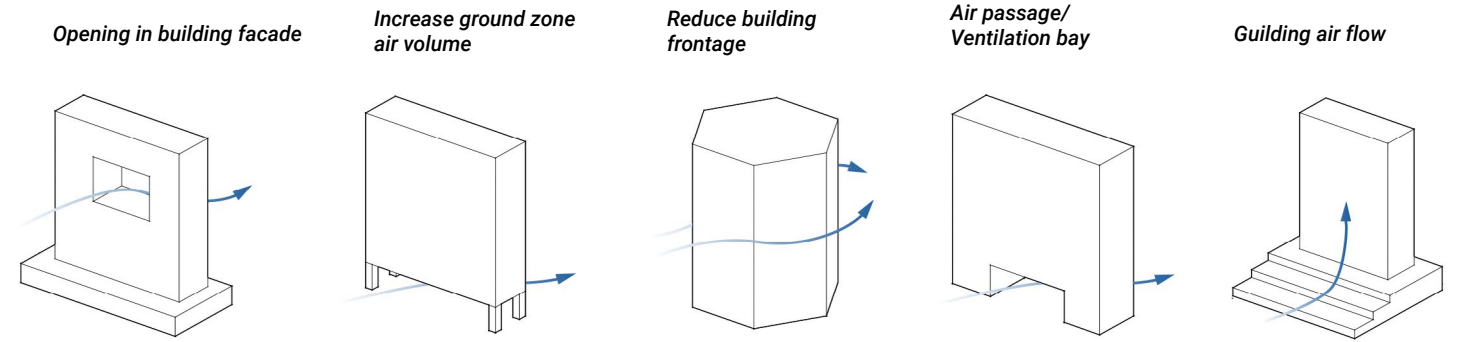 Opening in building facade
Increase ground zone
air volume
Reduce building
frontage
Air passage/
Ventilation bay
Guilding air flow